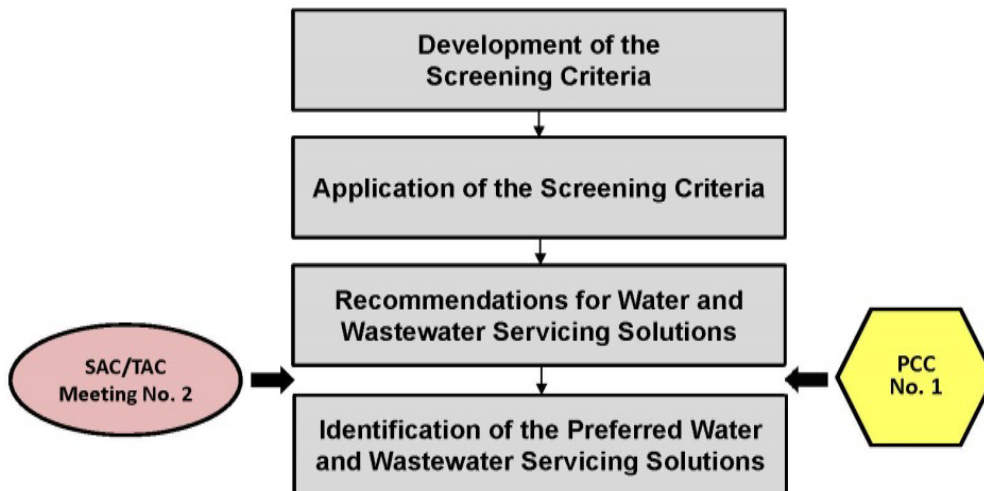 Development of the
Screening Criteria
Application of the Screening Criteria
Recommendations for Water and
Wastewater Servicing Solutions
SAC/TAC
Meeting No. 2
PCC
No. 1
Identification of the Preferred Water
and Wastewater Servicing Solutions